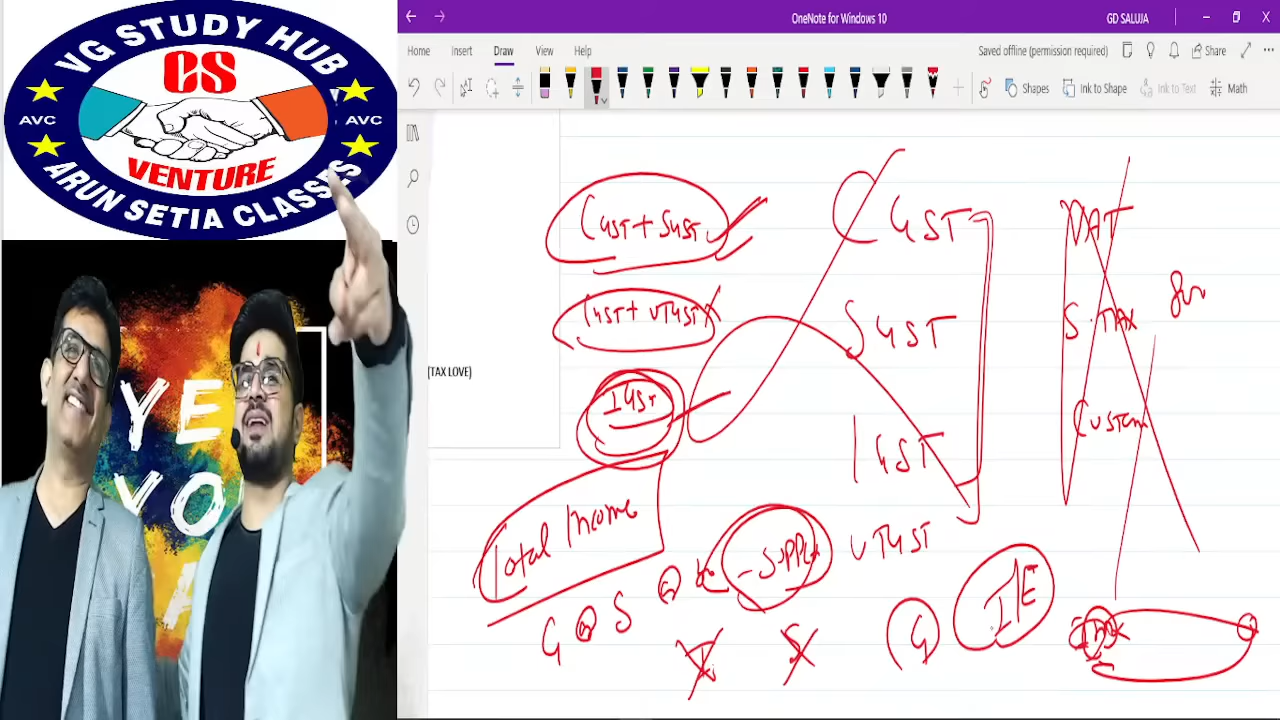 VG STUDY HUB
CS
AVC
AVC
VENTURE
ARUN SETIA CLASSES
OneNote for Windows 10
GD SALUJA
Home Insert Draw View Help
Saved offline (permission required)
Share
Shapes
Ink to Shape
Ink to Text
Math
(TAX LOVE)
CGST + SGST
CGST + UTGST
IGST
Total Income
CGST
SGST
IGST
UTGST
VAT
S. TAX
Custom
G or S
G
I/E